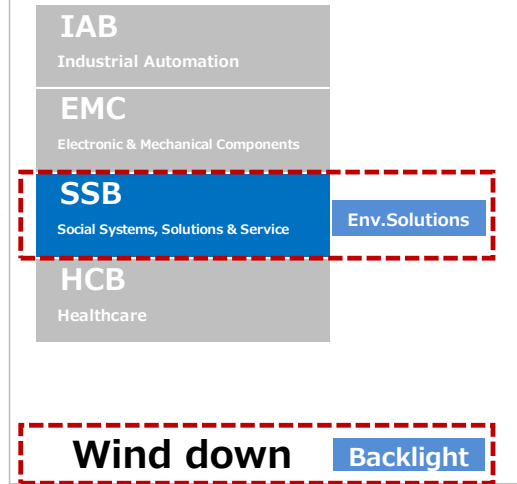 IAB
Industrial Automation
EMC
Electronic & Mechanical Components
SSB
Social Systems, Solutions & Service
Env.Solutions
HCB
Healthcare
Wind down
Backlight